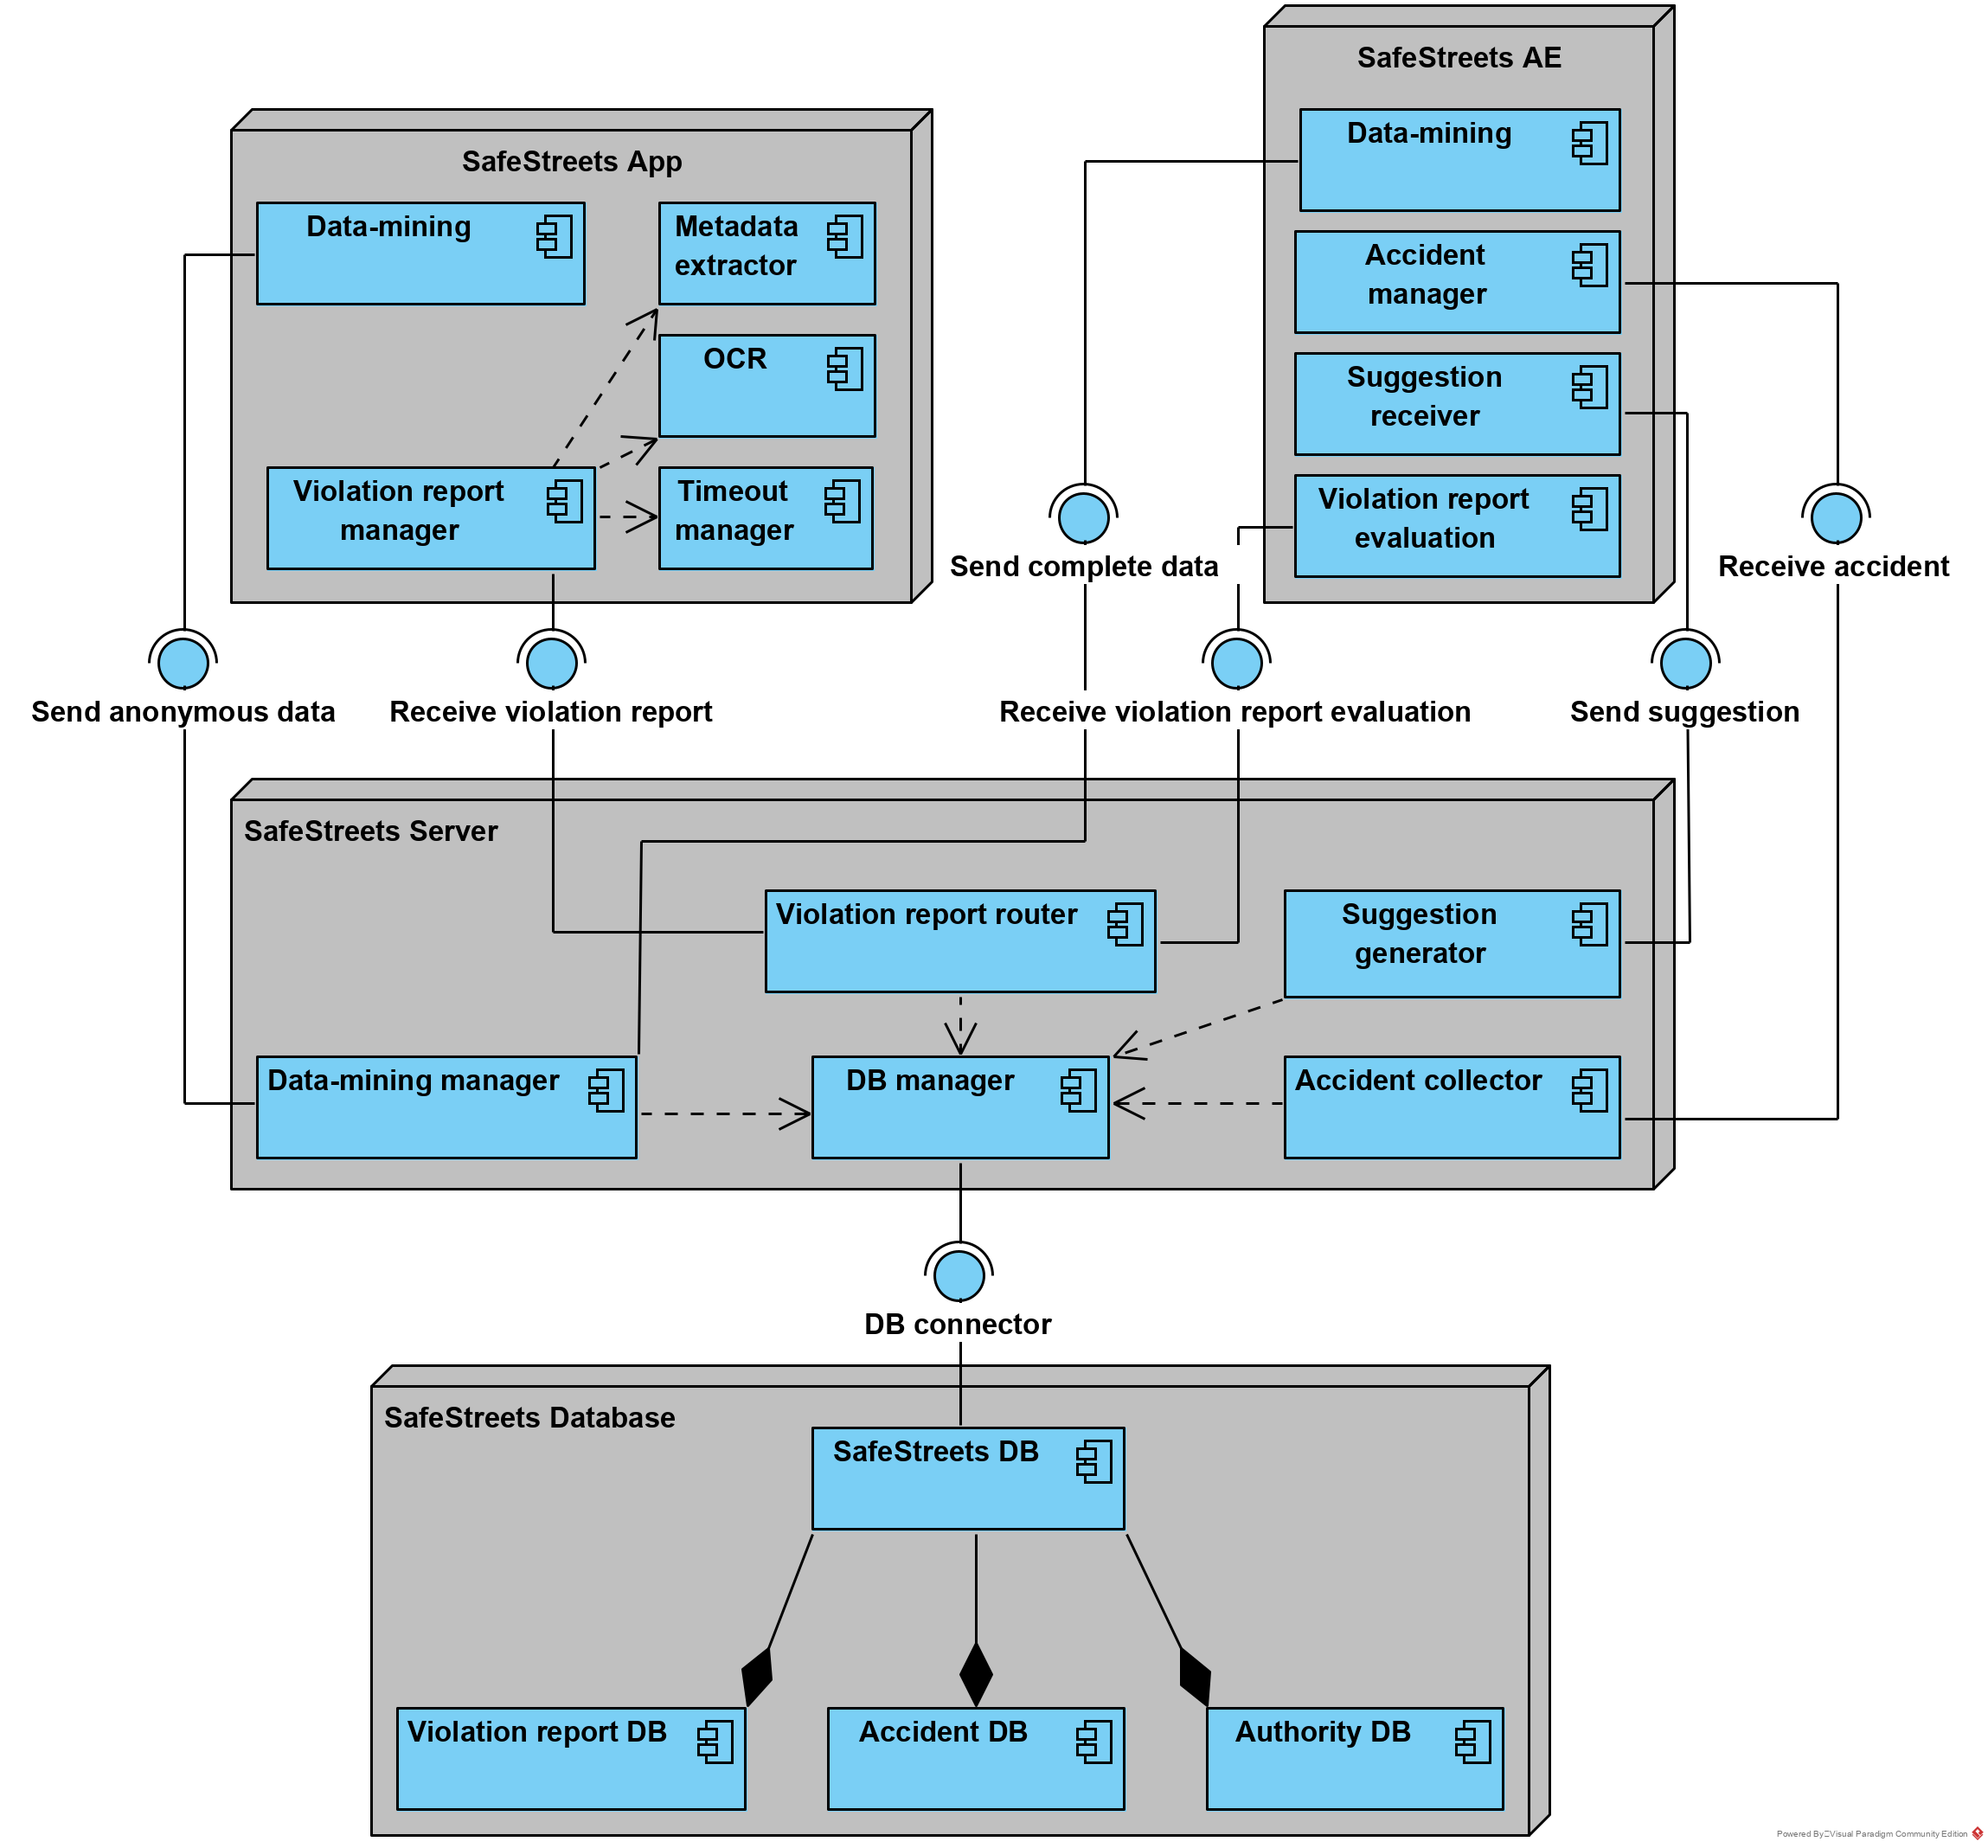 SafeStreets AE
Data-mining
Accident
manager
Suggestion
receiver
Violation report
evaluation
SafeStreets App
Data-mining
Metadata
extractor
OCR
Violation report
manager
Timeout
manager
Send complete data
Receive accident
Send anonymous data
Receive violation report
Receive violation report evaluation
Send suggestion
SafeStreets Server
Violation report router
Suggestion
generator
Data-mining manager
DB manager
Accident collector
DB connector
SafeStreets Database
SafeStreets DB
Violation report DB
Accident DB
Authority DB
Powered By Visual Paradigm Community Edition